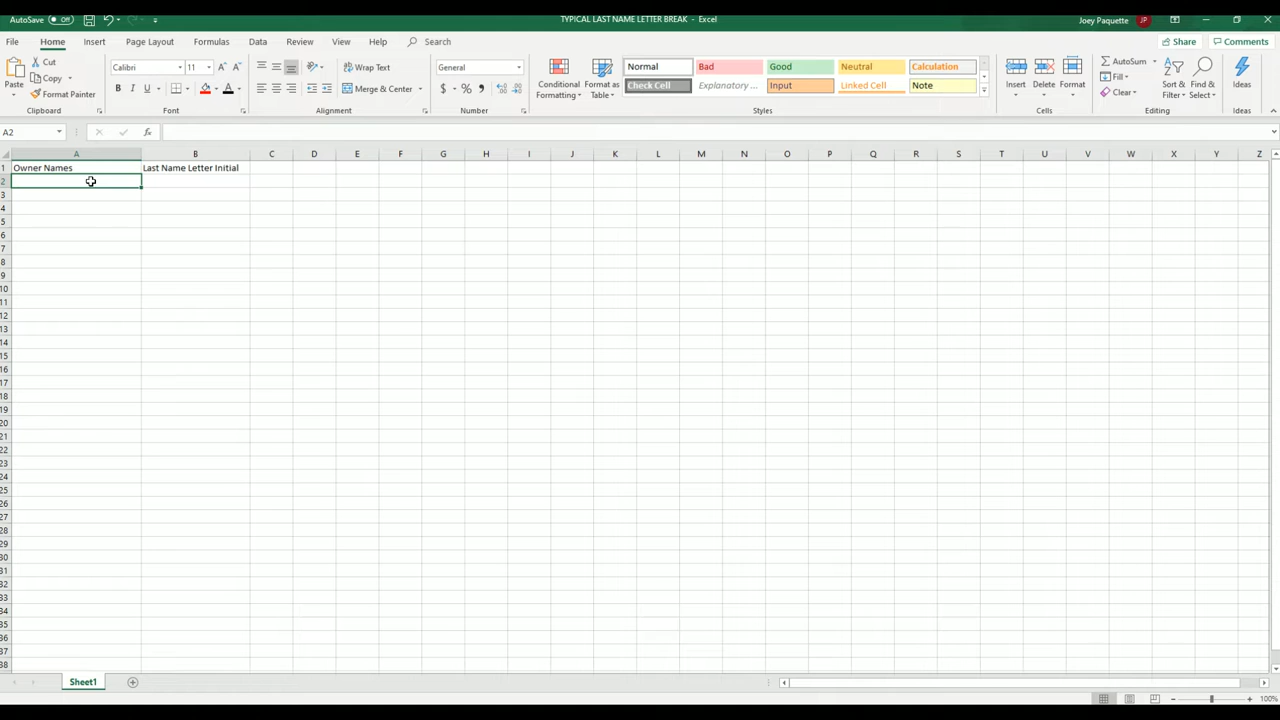 AutoSave Off TYPICAL LAST NAME LETTER BREAK - Excel Joey Paquette JP
File Home Insert Page Layout Formulas Data Review View Help Search Share Comments
Paste Cut Copy Format Painter Clipboard
Calibri 11 B I U A Font
Wrap Text Merge & Center Alignment
General $ % Number
Conditional Formatting Format as Table
Normal Bad Good Neutral Calculation
Check Cell Explanatory ... Input Linked Cell Note
Styles
Insert Delete Format Cells
AutoSum Fill Clear Sort & Filter Find & Select Editing
Ideas Ideas
A2 fx
A B C D E F G H I J K L M N O P Q R S T U V W X Y Z
1 Owner Names Last Name Letter Initial
2
3
4
5
6
7
8
9
10
11
12
13
14
15
16
17
18
19
20
21
22
23
24
25
26
27
28
29
30
31
32
33
34
35
36
37
38
Sheet1
100%